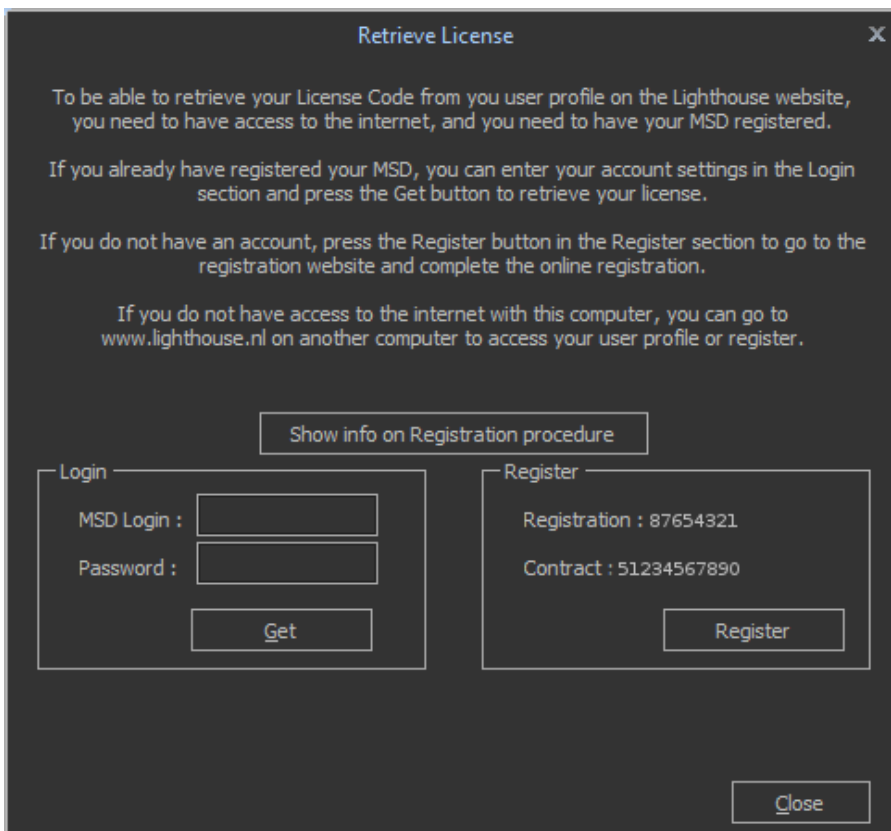 Retrieve License
X
To be able to retrieve your License Code from you user profile on the Lighthouse website,
you need to have access to the internet, and you need to have your MSD registered.
If you already have registered your MSD, you can enter your account settings in the Login
section and press the Get button to retrieve your license.
If you do not have an account, press the Register button in the Register section to go to the
registration website and complete the online registration.
If you do not have access to the internet with this computer, you can go to
www.lighthouse.nl on another computer to access your user profile or register.
Show info on Registration procedure
Login
MSD Login :
Password :
Get
Register
Registration : 87654321
Contract : 51234567890
Register
Close